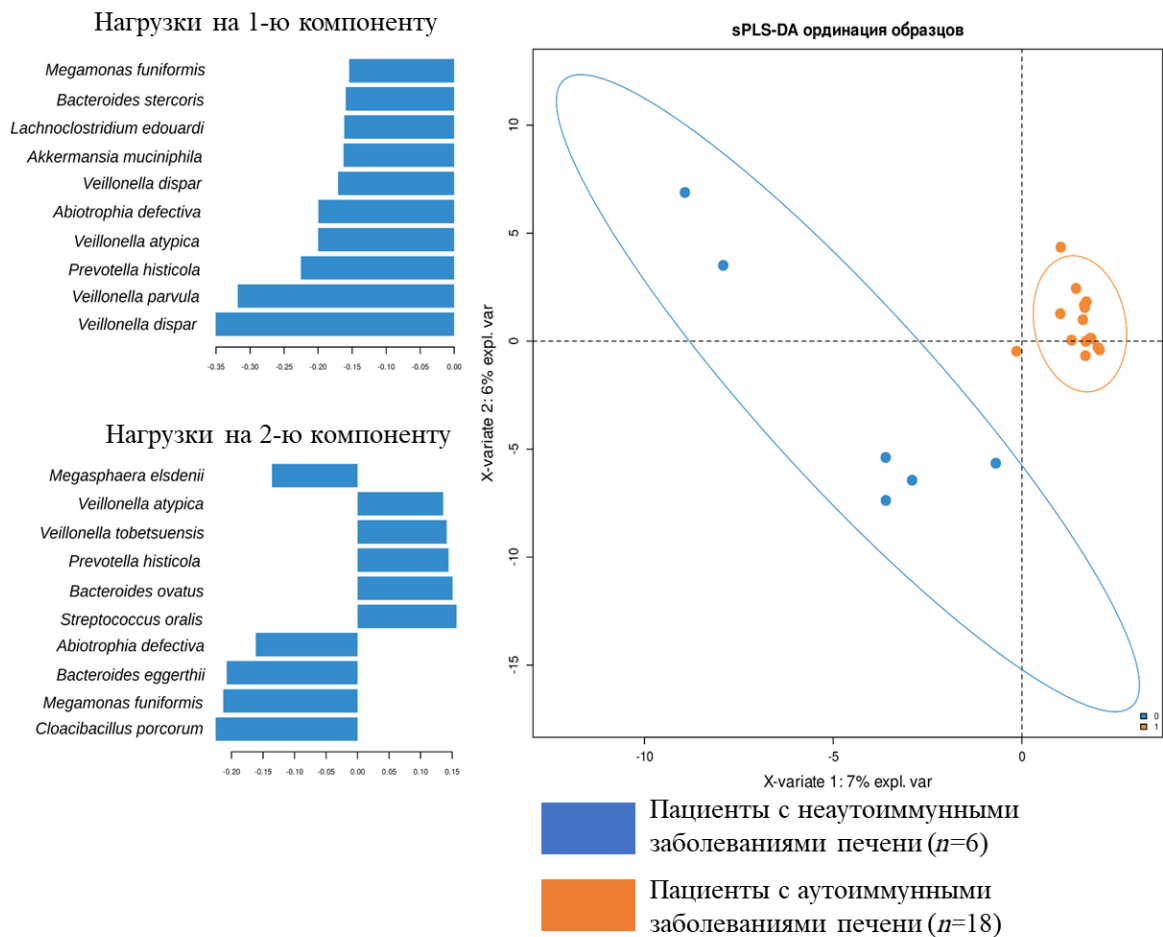 Нагрузки на 1-ю компоненту
Megamonas funiformis
Bacteroides stercoris
Lachnoclostridium edouardi
Akkermansia muciniphila
Veillonella dispar
Abiotrophia defectiva
Veillonella atypica
Prevotella histicola
Veillonella parvula
Veillonella dispar
-0.35 -0.30 -0.25 -0.20 -0.15 -0.10 -0.05 0.00
Нагрузки на 2-ю компоненту
Megasphaera elsdenii
Veillonella atypica
Veillonella tobetsuensis
Prevotella histicola
Bacteroides ovatus
Streptococcus oralis
Abiotrophia defectiva
Bacteroides eggerthii
Megamonas funiformis
Cloacibacillus porcorum
-0.20 -0.15 -0.10 -0.05 0.00 0.05 0.10 0.15
sPLS-DA ординация образцов
X-variate 2: 6% expl. var
10
5
0
-5
-10
-15
0
1
-10 -5 0
X-variate 1: 7% expl. var
Пациенты с неаутоиммунными
заболеваниями печени (n=6)
Пациенты с аутоиммунными
заболеваниями печени (n=18)